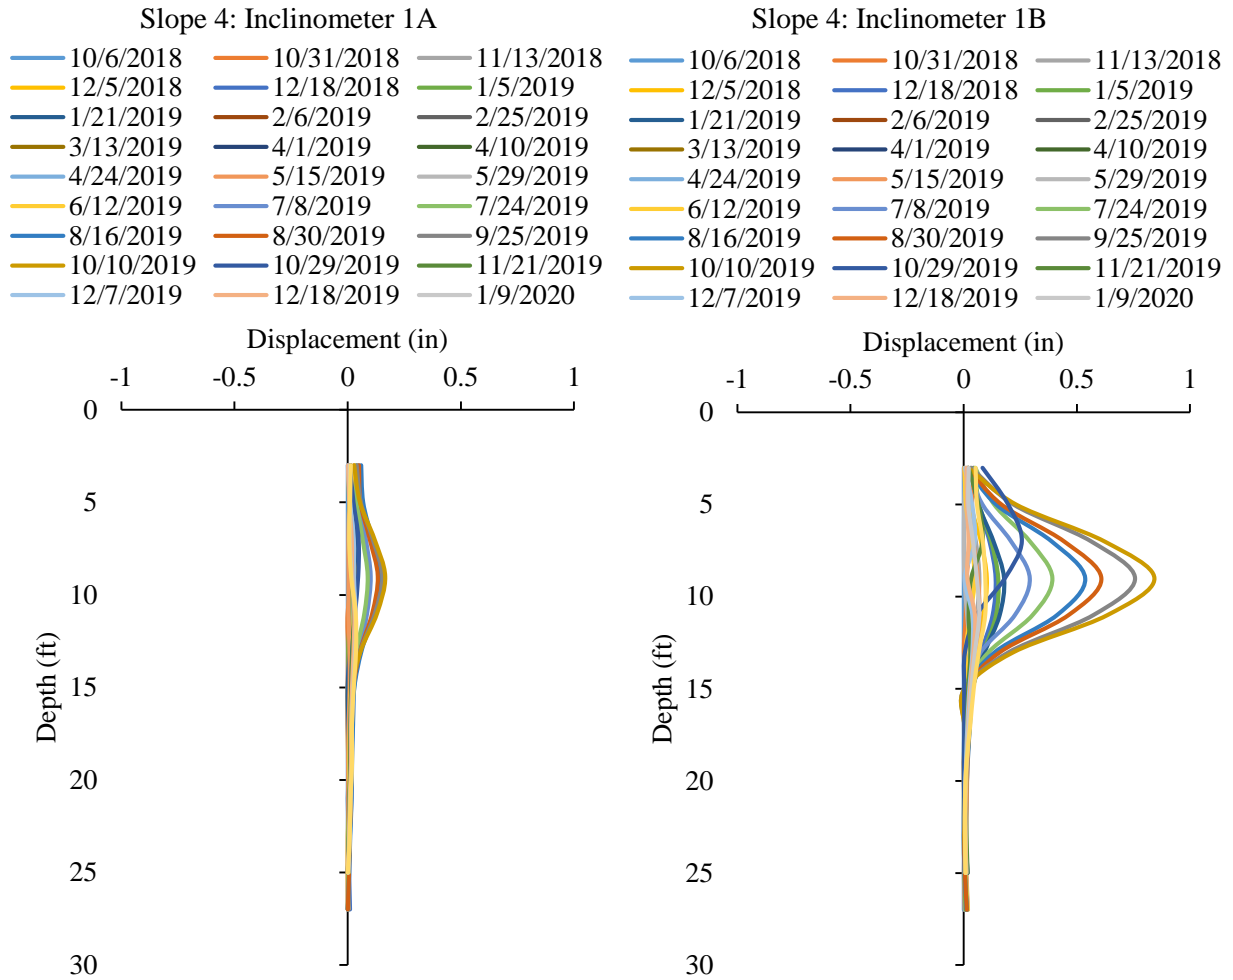 Slope 4: Inclinometer 1A
10/6/2018 10/31/2018 11/13/2018
12/5/2018 12/18/2018 1/5/2019
1/21/2019 2/6/2019 2/25/2019
3/13/2019 4/1/2019 4/10/2019
4/24/2019 5/15/2019 5/29/2019
6/12/2019 7/8/2019 7/24/2019
8/16/2019 8/30/2019 9/25/2019
10/10/2019 10/29/2019 11/21/2019
12/7/2019 12/18/2019 1/9/2020
Displacement (in)
-1 -0.5 0 0.5 1
0
5
10
15
20
25
30
Depth (ft)
Slope 4: Inclinometer 1B
10/6/2018 10/31/2018 11/13/2018
12/5/2018 12/18/2018 1/5/2019
1/21/2019 2/6/2019 2/25/2019
3/13/2019 4/1/2019 4/10/2019
4/24/2019 5/15/2019 5/29/2019
6/12/2019 7/8/2019 7/24/2019
8/16/2019 8/30/2019 9/25/2019
10/10/2019 10/29/2019 11/21/2019
12/7/2019 12/18/2019 1/9/2020
Displacement (in)
-1 -0.5 0 0.5 1
0
5
10
15
20
25
30
Depth (ft)